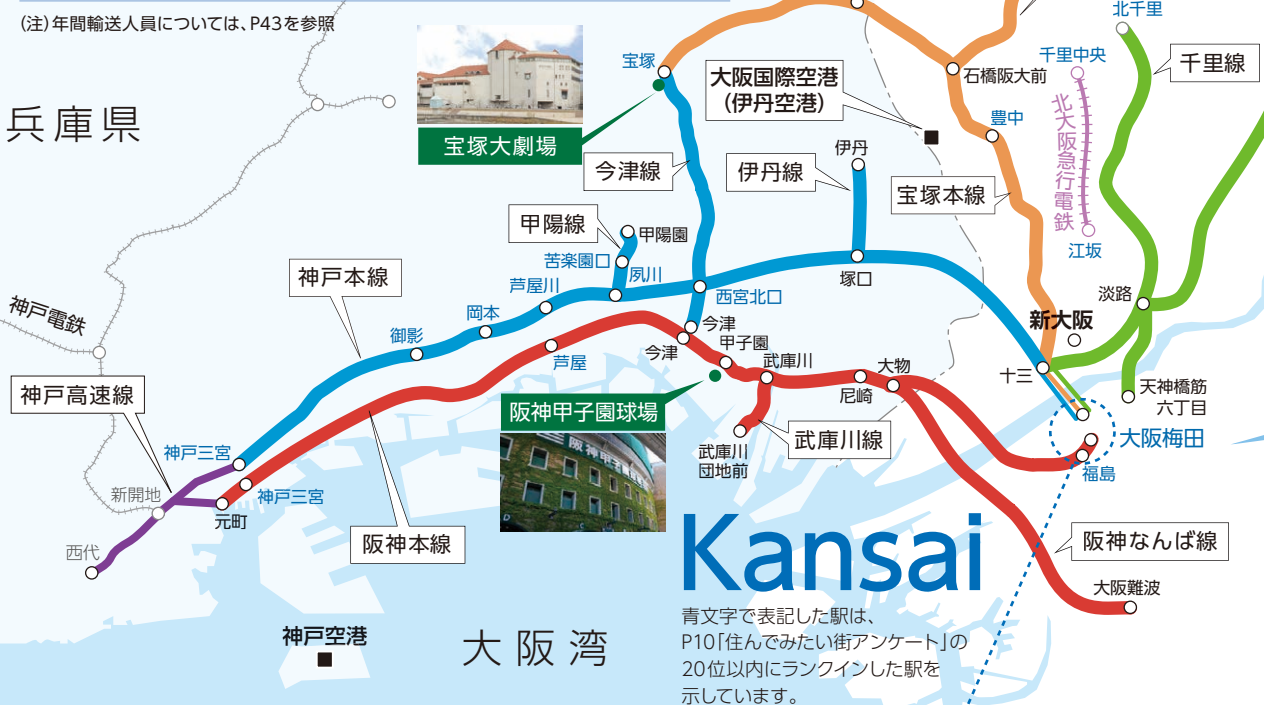 (注)年間輸送人員については、P43を参照
北千里
千里中央
千里線
宝塚
大阪国際空港
(伊丹空港)
石橋阪大前
兵庫県
北大阪急行電鉄
豊中
宝塚大劇場
今津線
伊丹線
伊丹
宝塚本線
甲陽線
甲陽園
江坂
苦楽園口
夙川
神戸本線
芦屋川
西宮北口
塚口
淡路
神戸電鉄
岡本
新大阪
御影
今津
今津
甲子園
芦屋
武庫川
大物
十三
尼崎
天神橋筋
六丁目
神戸高速線
阪神甲子園球場
武庫川線
大阪梅田
武庫川
団地前
神戸三宮
福島
阪神甲子園
新開地
神戸三宮
元町
阪神本線
阪神なんば線
西代
Kansai
大阪難波
青文字で表記した駅は、
P10「住んでみたい街アンケート」の
20位以内にランクインした駅を
示しています。
神戸空港
大阪湾